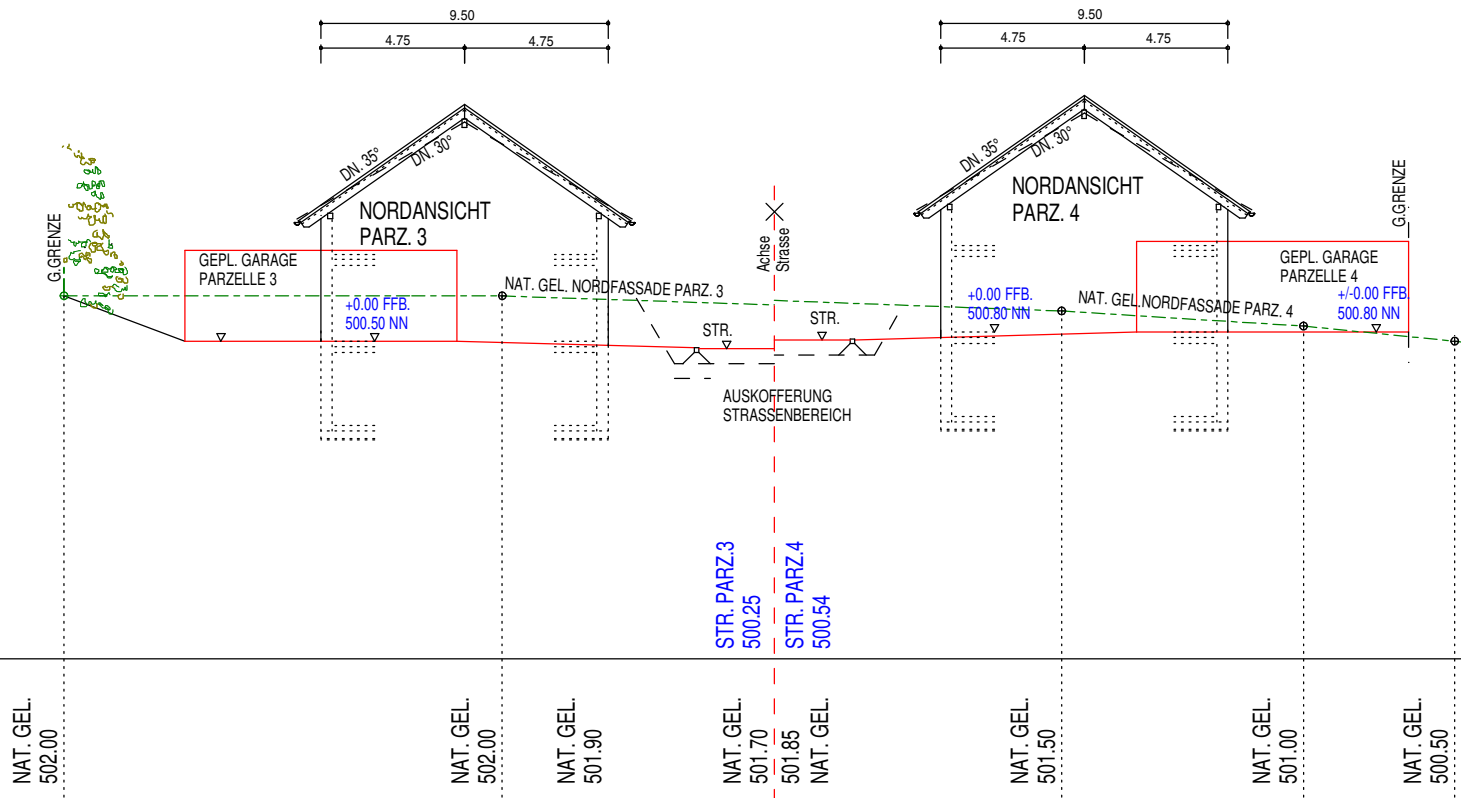 9.50
4.75
4.75
9.50
4.75
4.75
DN. 35°
DN. 30°
NORDANSICHT
PARZ. 3
DN. 35°
DN. 30°
NORDANSICHT
PARZ. 4
G.GRENZE
G.GRENZE
Achse
Strasse
GEPL. GARAGE
PARZELLE 3
GEPL. GARAGE
PARZELLE 4
NAT. GEL. NORDFASSADE PARZ. 3
NAT. GEL.NORDFASSADE PARZ. 4
+0.00 FFB.
500.50 NN
+0.00 FFB.
500.80 NN
+/-0.00 FFB.
500.80 NN
STR.
STR.
AUSKOFFERUNG
STRASSENBEREICH
STR. PARZ.3
500.25
STR. PARZ.4
500.54
NAT. GEL.
502.00
NAT. GEL.
502.00
NAT. GEL.
501.90
NAT. GEL.
501.70
501.85
NAT. GEL.
NAT. GEL.
501.50
NAT. GEL.
501.00
NAT. GEL.
500.50